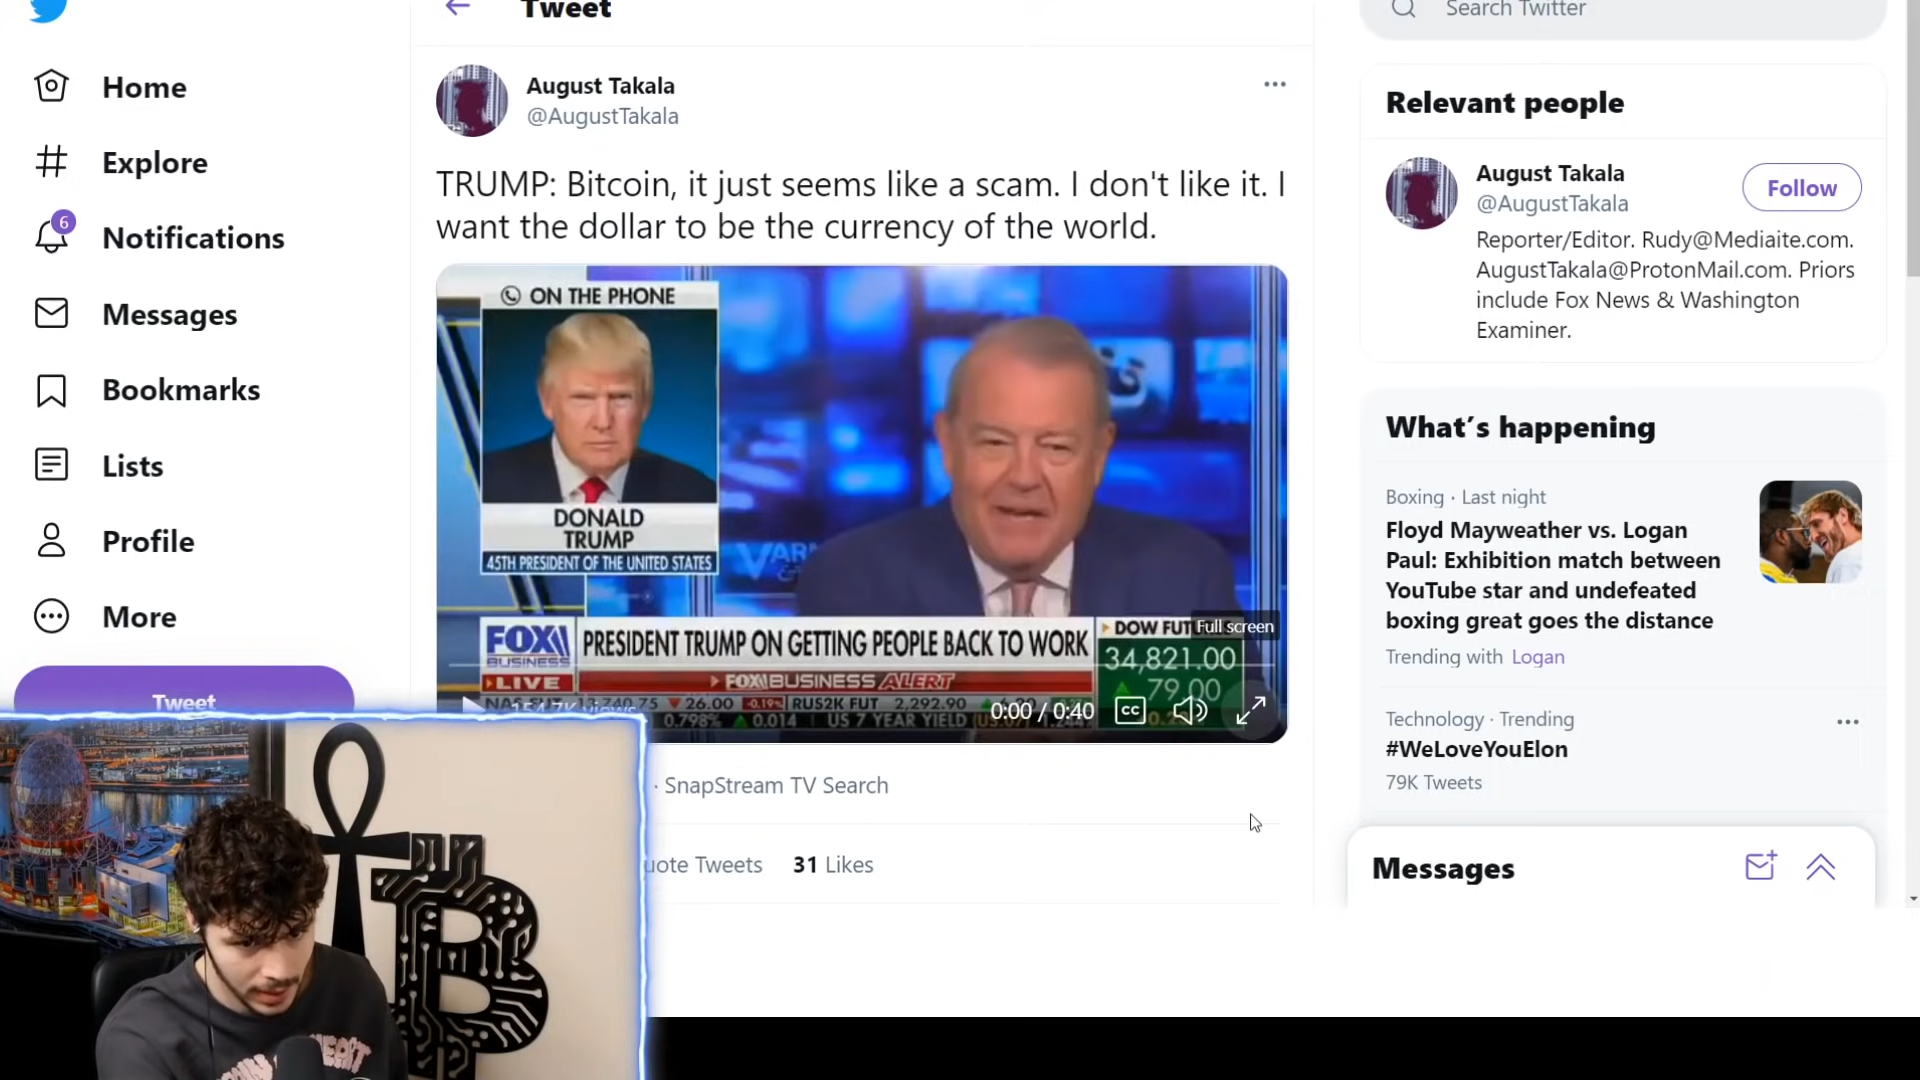 Tweet
Search Twitter
Home
Explore
6
Notifications
Messages
Bookmarks
Lists
Profile
More
Tweet
August Takala
@AugustTakala
TRUMP: Bitcoin, it just seems like a scam. I don't like it. I
want the dollar to be the currency of the world.
ON THE PHONE
DONALD
TRUMP
45TH PRESIDENT OF THE UNITED STATES
FOX
BUSINESS
LIVE
PRESIDENT TRUMP ON GETTING PEOPLE BACK TO WORK
FOX BUSINESS ALERT
DOW FUT
Full screen
34,821.00
79.00
26.00 -0.19% RUS2K FUT 2,292.90
0.798% 0.014 US 7 YEAR YIELD
0:00 / 0:40
CC
· SnapStream TV Search
uote Tweets 31 Likes
Relevant people
August Takala
@AugustTakala
Follow
Reporter/Editor. Rudy@Mediaite.com.
AugustTakala@ProtonMail.com. Priors
include Fox News & Washington
Examiner.
What's happening
Boxing · Last night
Floyd Mayweather vs. Logan
Paul: Exhibition match between
YouTube star and undefeated
boxing great goes the distance
Trending with Logan
Technology · Trending
#WeLoveYouElon
79K Tweets
Messages